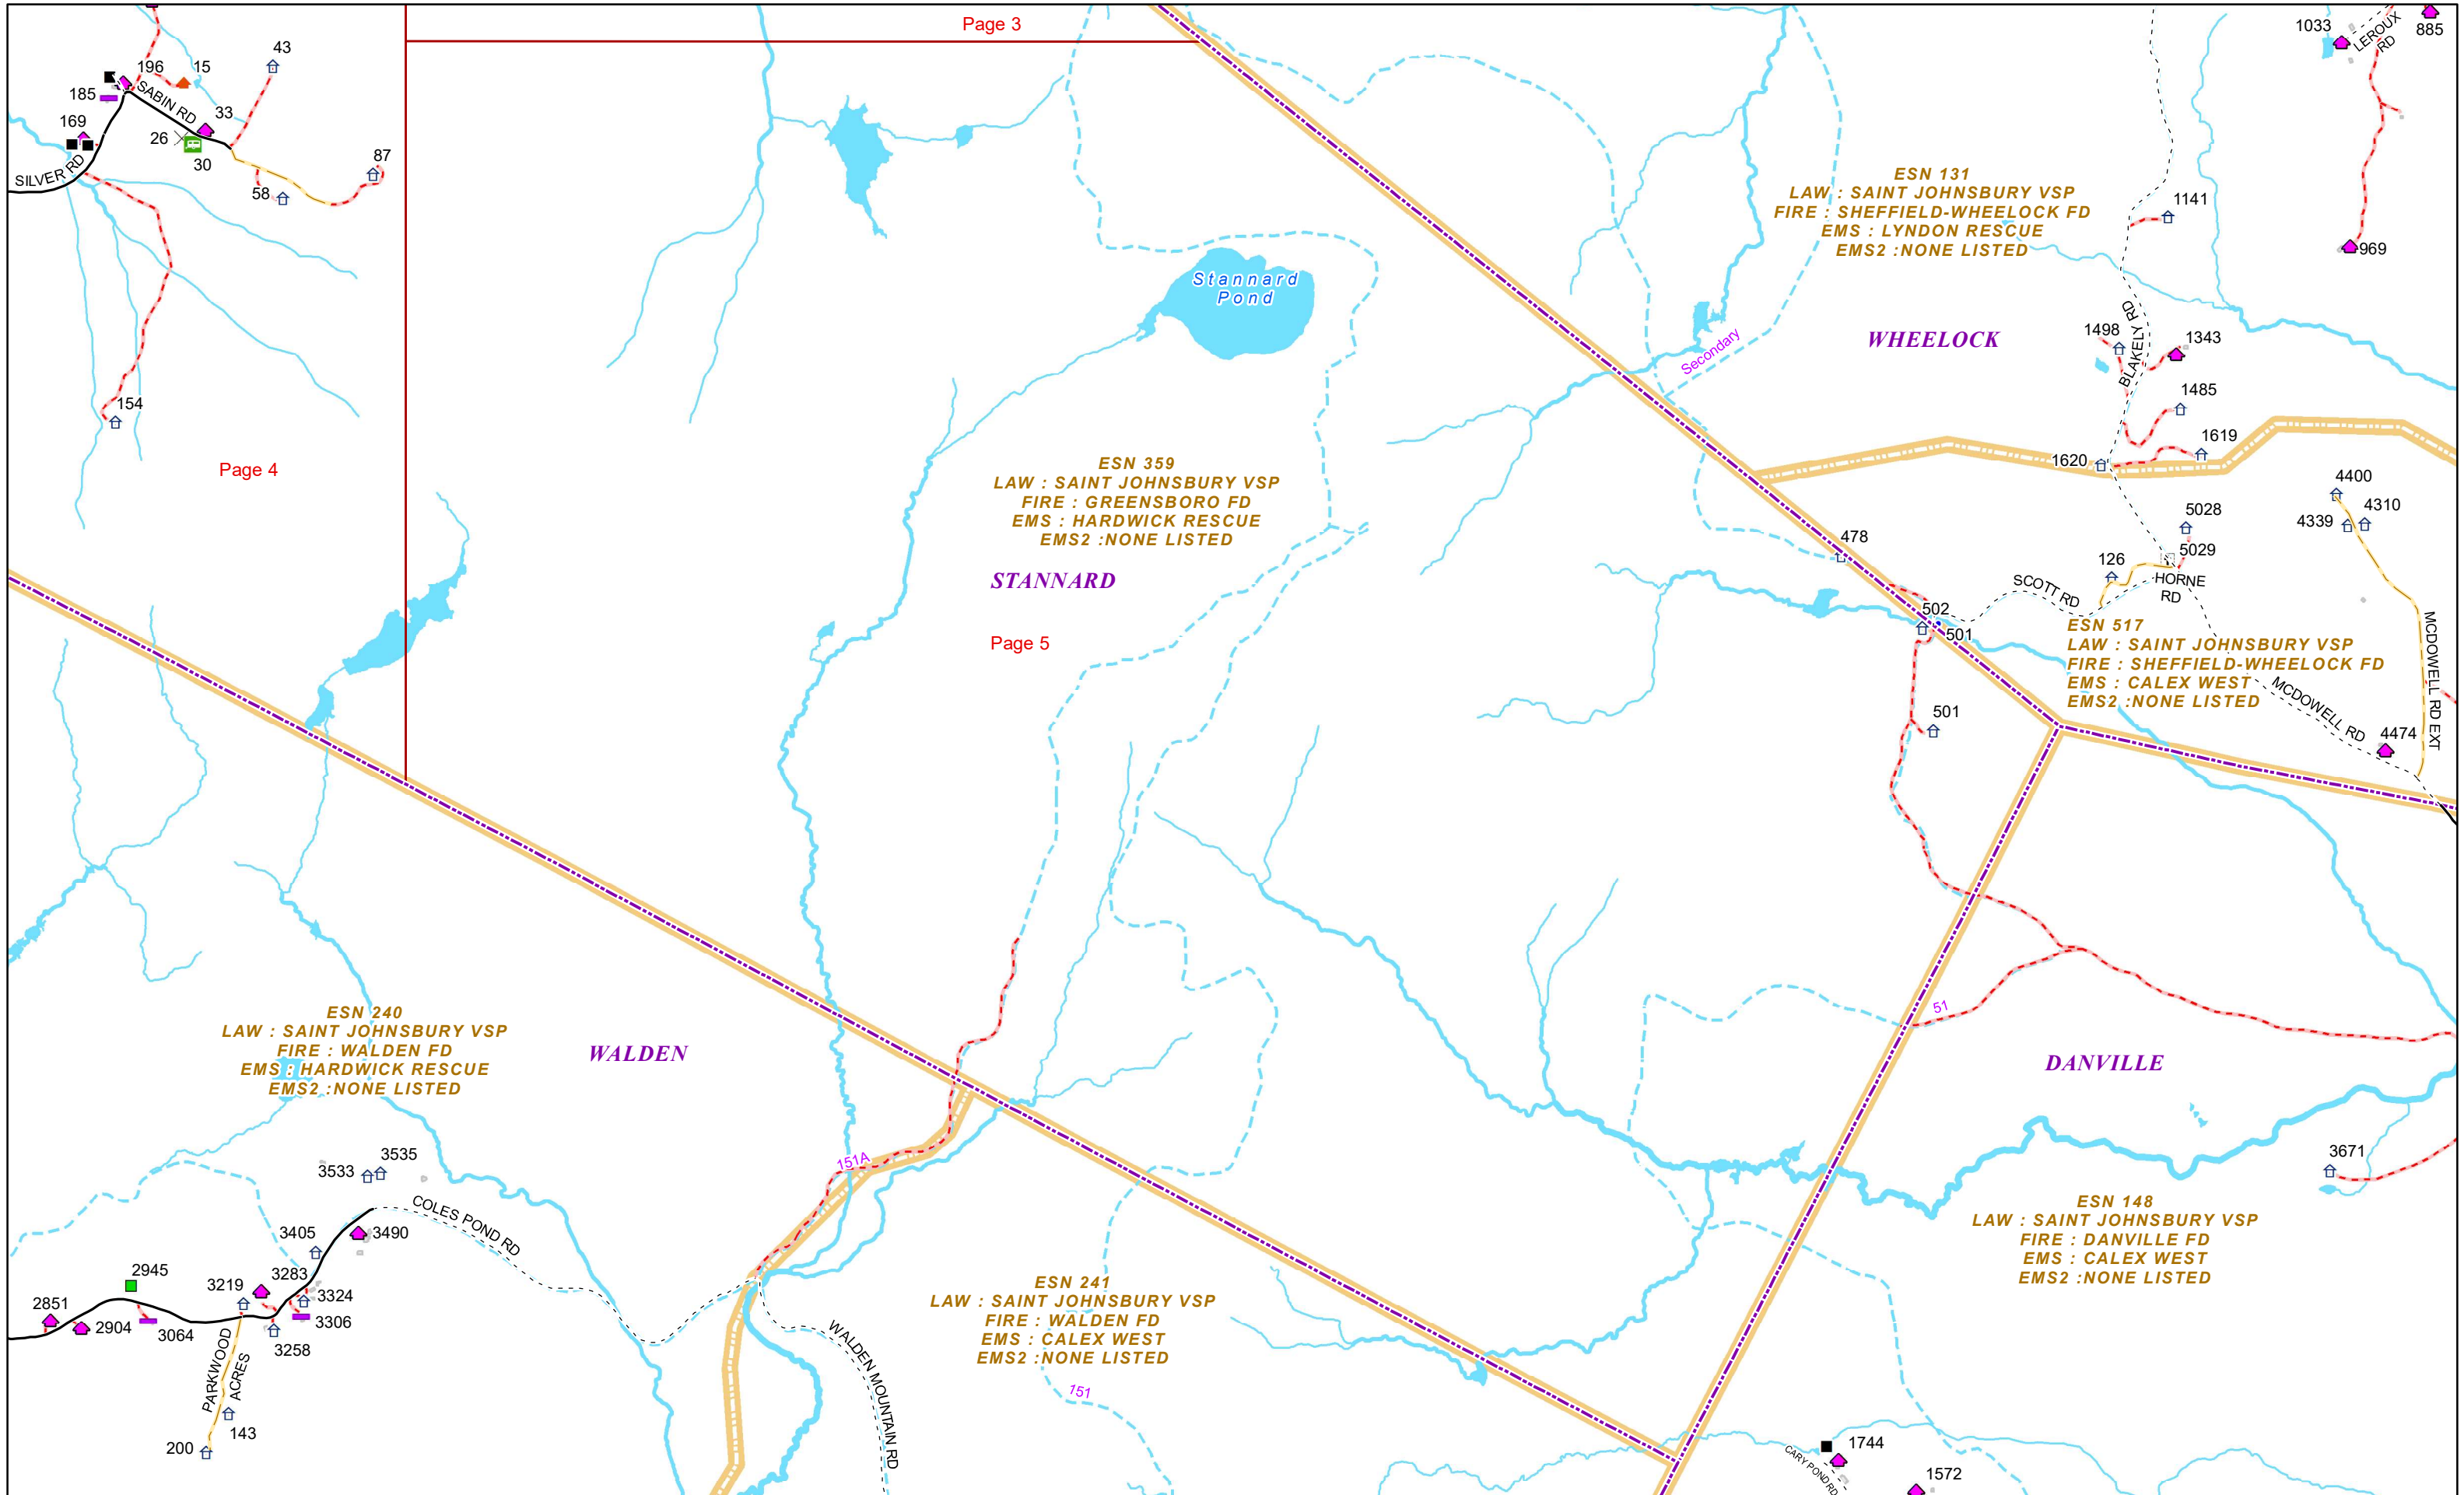 Page 3
1033
LEROUX
RD
885
43
196
15
185
SABIN RD
33
169
26
30
87
SILVER RD
58
ESN 131
LAW : SAINT JOHNSBURY VSP
FIRE : SHEFFIELD-WHEELOCK FD
EMS : LYNDON RESCUE
EMS2 :NONE LISTED
1141
969
Stannard
Pond
Secondary
WHEELOCK
1498
BLAKELY RD
1343
1485
154
1619
1620
Page 4
ESN 359
LAW : SAINT JOHNSBURY VSP
FIRE : GREENSBORO FD
EMS : HARDWICK RESCUE
EMS2 :NONE LISTED
4400
4339
4310
5028
478
5029
126
HORNE
RD
SCOTT RD
STANNARD
502
501
Page 5
ESN 517
LAW : SAINT JOHNSBURY VSP
FIRE : SHEFFIELD-WHEELOCK FD
EMS : CALEX WEST
EMS2 :NONE LISTED
MCDOWELL RD EXT
MCDOWELL RD
501
4474
51
ESN 240
LAW : SAINT JOHNSBURY VSP
FIRE : WALDEN FD
EMS : HARDWICK RESCUE
EMS2 :NONE LISTED
WALDEN
DANVILLE
151A
3533
3535
3671
COLES POND RD
3405
3490
ESN 148
LAW : SAINT JOHNSBURY VSP
FIRE : DANVILLE FD
EMS : CALEX WEST
EMS2 :NONE LISTED
2945
3219
3283
3324
2851
2904
3064
3306
3258
ESN 241
LAW : SAINT JOHNSBURY VSP
FIRE : WALDEN FD
EMS : CALEX WEST
EMS2 :NONE LISTED
PARKWOOD
ACRES
WALDEN MOUNTAIN RD
151
143
200
1744
CARY POND RD
1572